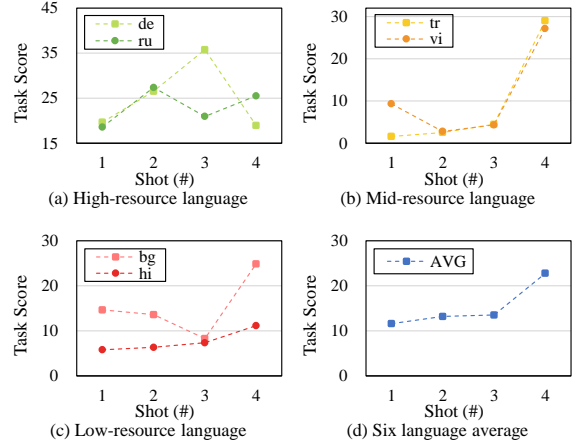 45
35
25
15
Task Score
de
ru
1 2 3 4
Shot (#)
(a) High-resource language
30
20
10
0
Task Score
tr
vi
1 2 3 4
Shot (#)
(b) Mid-resource language
30
20
10
0
Task Score
bg
hi
1 2 3 4
Shot (#)
(c) Low-resource language
30
20
10
0
Task Score
AVG
1 2 3 4
Shot (#)
(d) Six language average